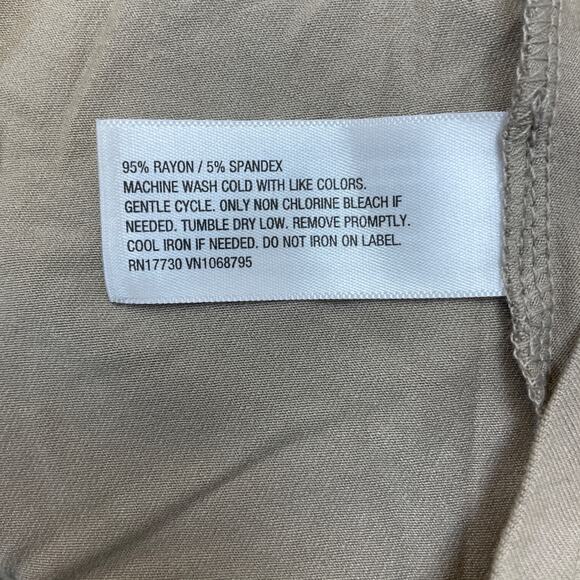 95% RAYON / 5% SPANDEX
MACHINE WASH COLD WITH LIKE COLORS.
GENTLE CYCLE. ONLY NON CHLORINE BLEACH IF
NEEDED. TUMBLE DRY LOW. REMOVE PROMPTLY.
COOL IRON IF NEEDED. DO NOT IRON ON LABEL.
RN17730 VN1068795